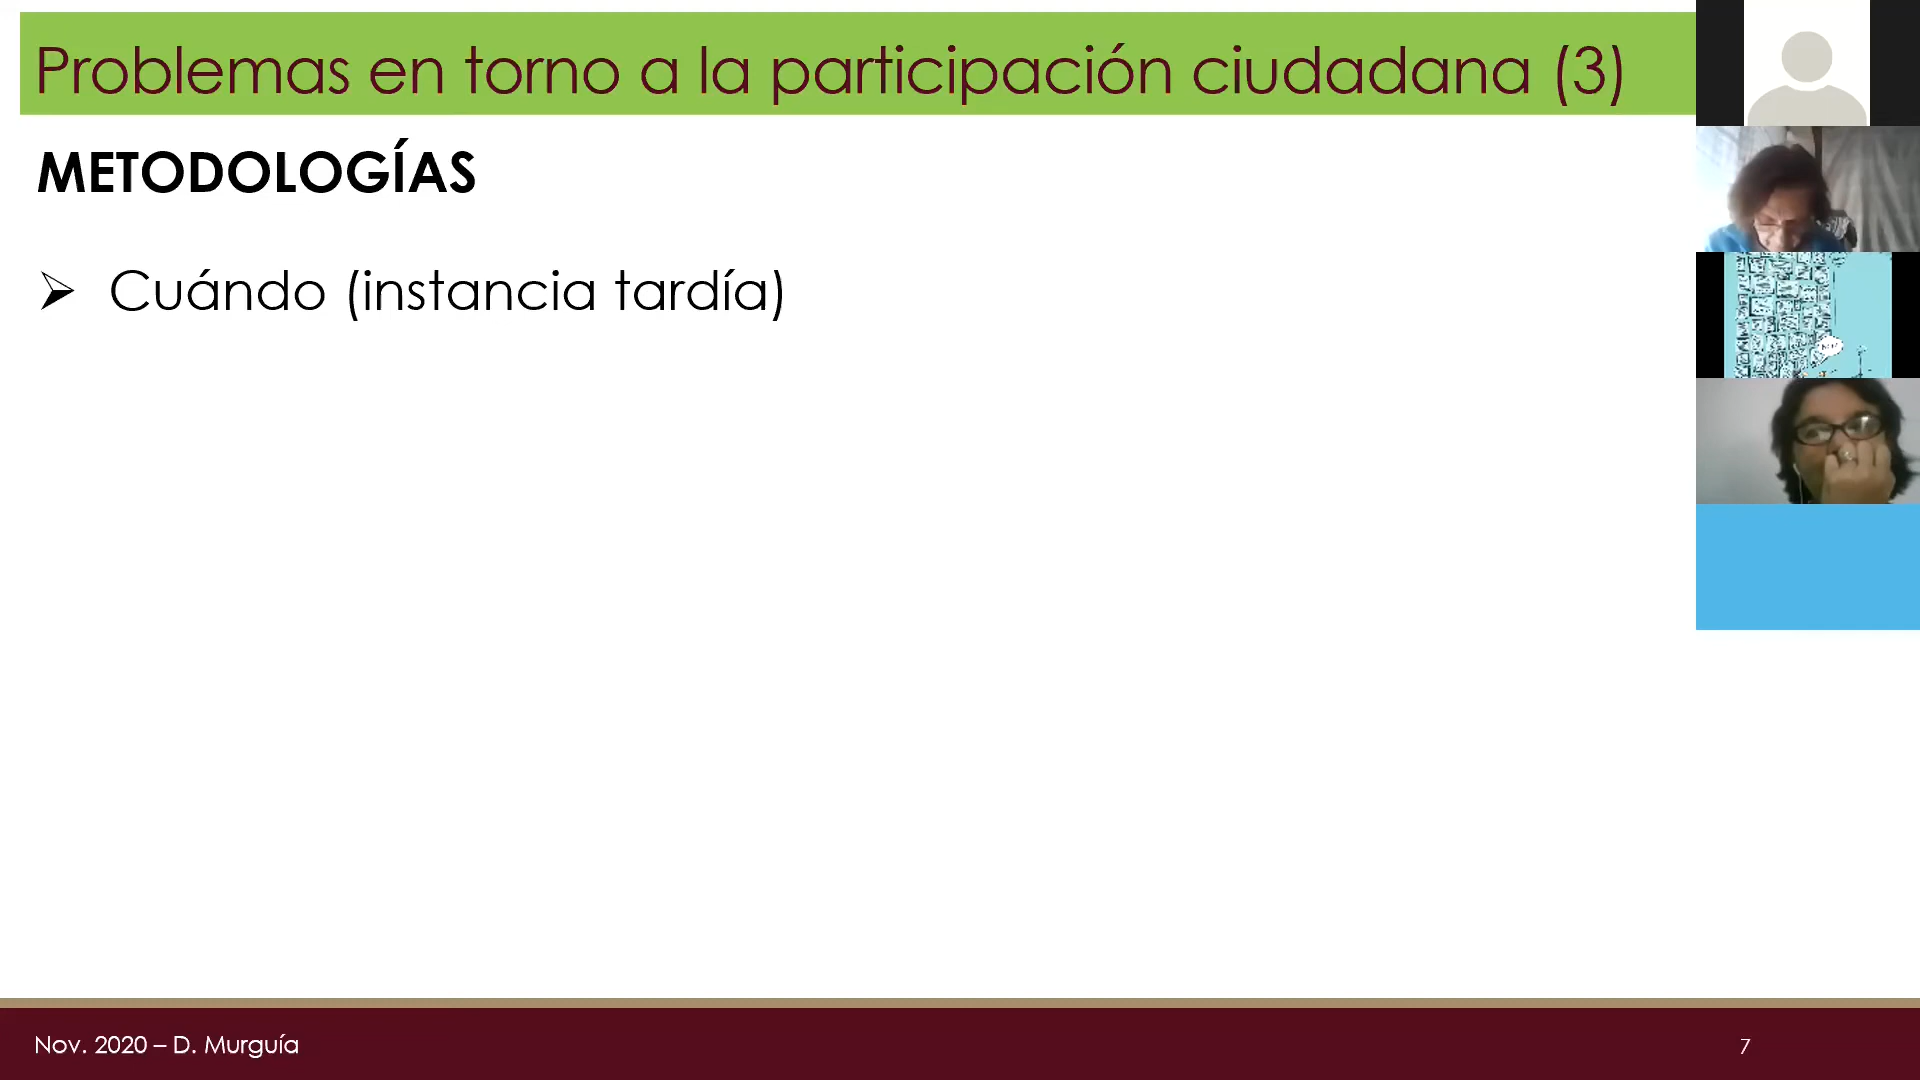 Problemas en torno a la participación ciudadana (3)
METODOLOGÍAS
➢ Cuándo (instancia tardía)
Nov. 2020 – D. Murguía
7